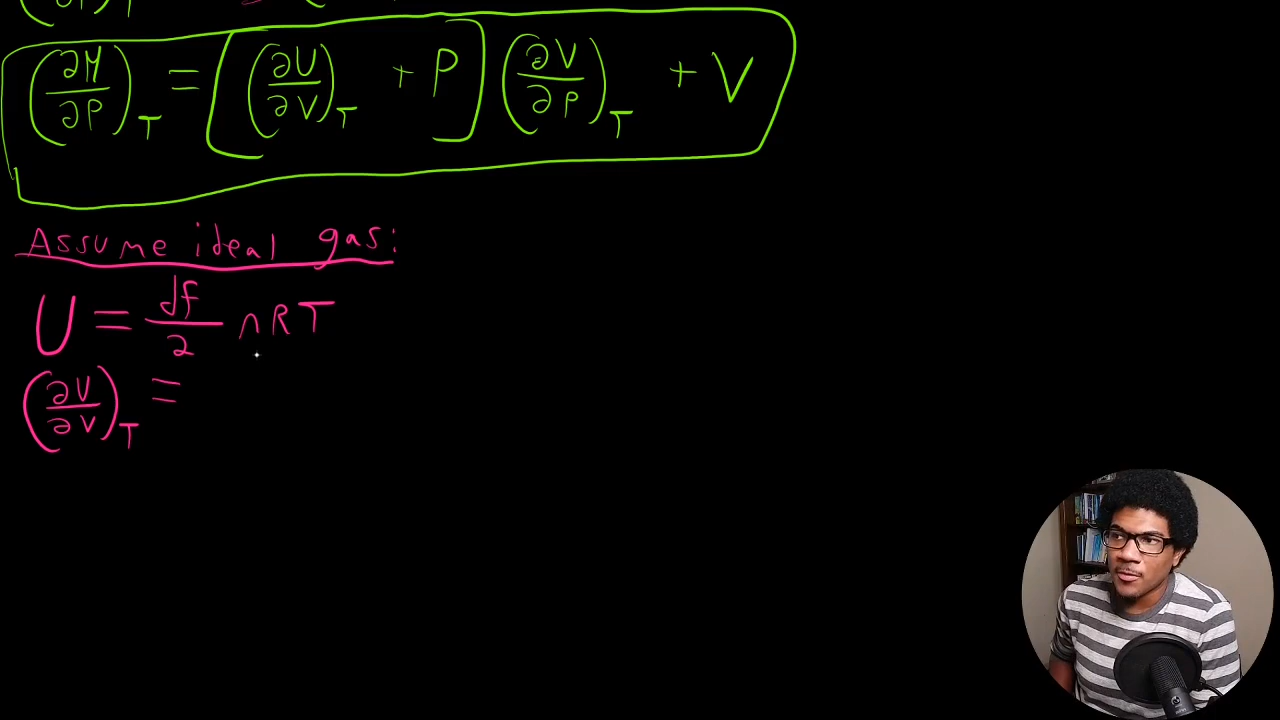 (∂H/∂P)_T = [(∂U/∂V)_T + P] (∂V/∂P)_T + V
Assume ideal gas:
U = df/2 nRT
(∂U/∂V)_T =